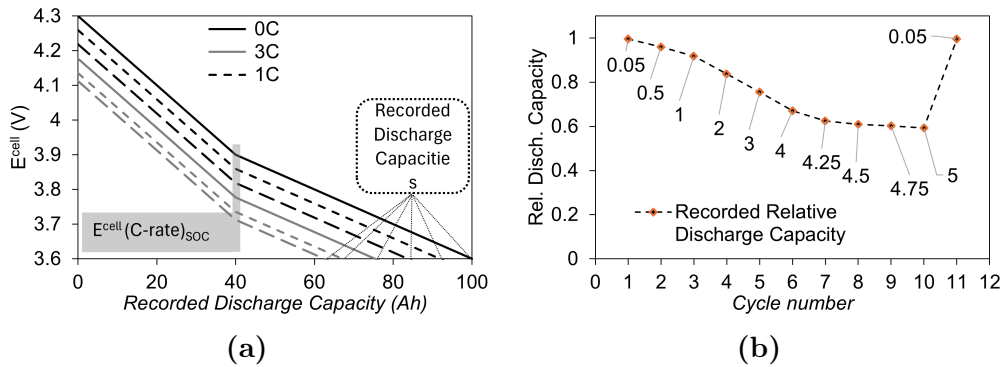 4.3
4.2
4.1
4
3.9
3.8
3.7
3.6
E^cell (V)
0C
3C
1C
Recorded
Discharge
Capacitie
s
E^cell (C-rate)_SOC
0 20 40 60 80 100
Recorded Discharge Capacity (Ah)
(a)
1
0.8
0.6
0.4
0.2
0
Rel. Disch. Capacity
0.05
0.5
1
2
3
4
4.25
4.5
4.75
5
0.05
Recorded Relative
Discharge Capacity
0 1 2 3 4 5 6 7 8 9 10 11 12
Cycle number
(b)